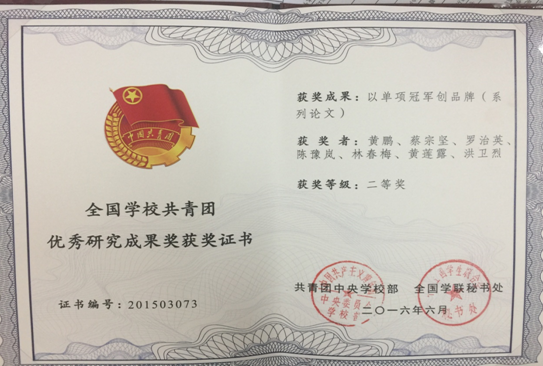 中国共青团
全国学校共青团
优秀研究成果奖获奖证书
证书编号:201503073
获奖成果:以单项冠军创品牌(系
列论文)
获 奖 者:黄鹏、蔡宗坚、罗治英、
陈豫岚、林春梅、黄莲露、洪卫烈
获奖等级:二等奖
共青团中央学校部 全国学联秘书处
二〇一六年六月